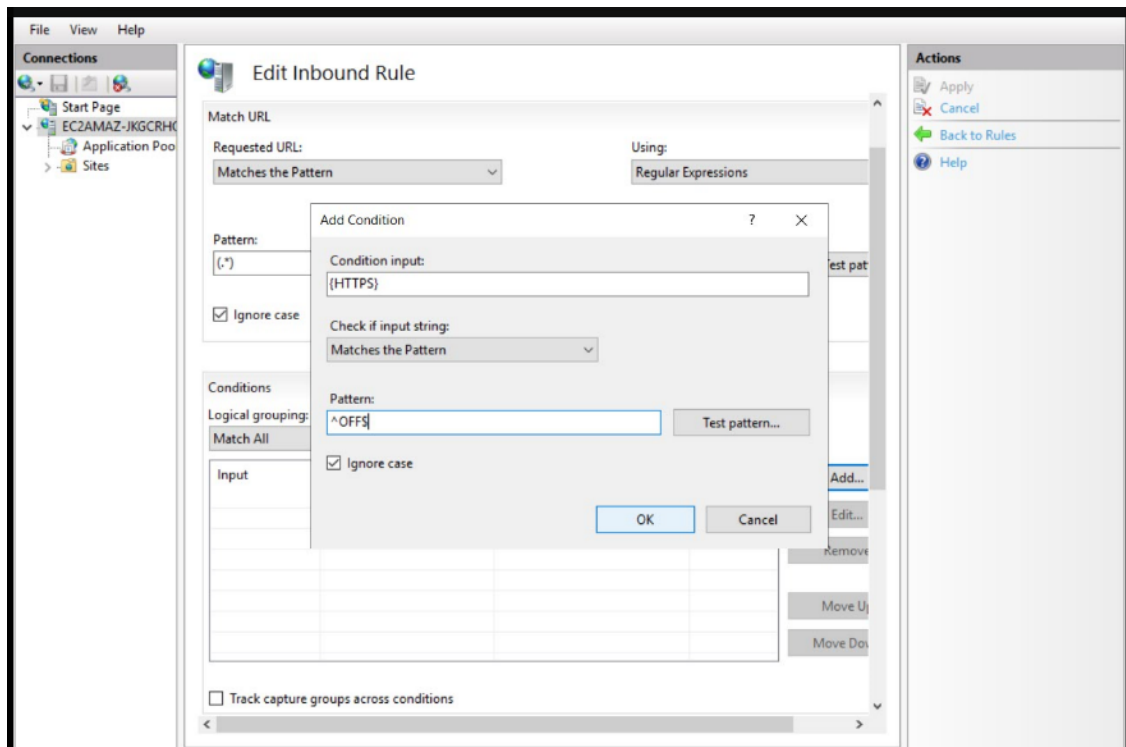 File View Help
Connections
Start Page
EC2AMAZ-JKGCRH
Application Poo
Sites
Edit Inbound Rule
Match URL
Requested URL:
Using:
Matches the Pattern
Regular Expressions
Pattern:
(.*)
Test pat
Ignore case
Conditions
Logical grouping:
Match All
Input
Add...
Edit...
Remove
Move Up
Move Dow
Track capture groups across conditions
Add Condition
?
Condition input:
{HTTPS}
Check if input string:
Matches the Pattern
Pattern:
^OFF$
Test pattern...
Ignore case
OK Cancel
Actions
Apply
Cancel
Back to Rules
Help